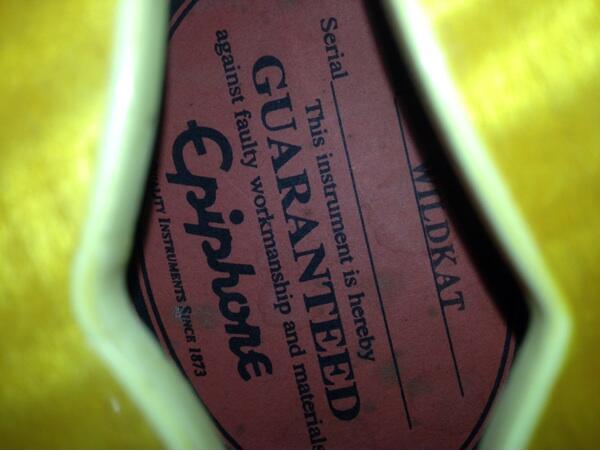 WILDKAT
Serial
This instrument is hereby
GUARANTEED
against faulty workmanship and materials
Epiphone
INSTRUMENTS SINCE 1873